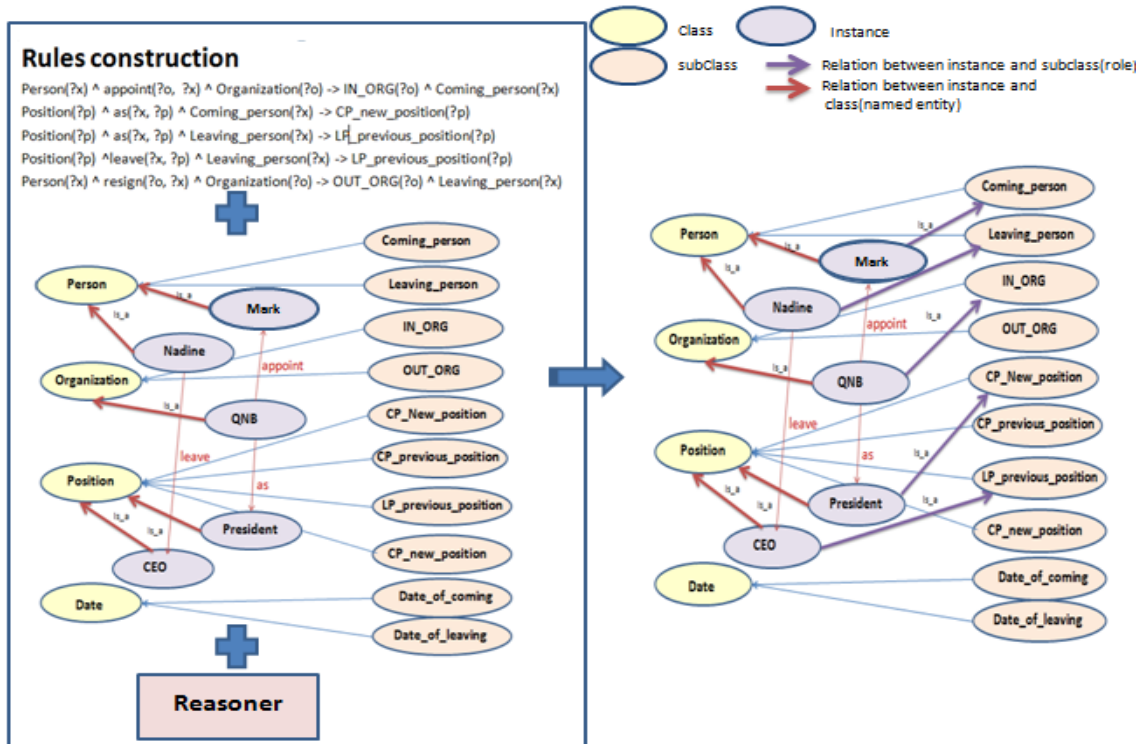 Rules construction
Person(?x) ^ appoint(?o, ?x) ^ Organization(?o) -> IN_ORG(?o) ^ Coming_person(?x)
Position(?p) ^ as(?x, ?p) ^ Coming_person(?x) -> CP_new_position(?p)
Position(?p) ^ as(?x, ?p) ^ Leaving_person(?x) -> LP_previous_position(?p)
Position(?p) ^leave(?x, ?p) ^ Leaving_person(?x) -> LP_previous_position(?p)
Person(?x) ^ resign(?o, ?x) ^ Organization(?o) -> OUT_ORG(?o) ^ Leaving_person(?x)
Coming_person
Person
Leaving_person
Is_a
Mark
Is_a
IN_ORG
Nadine
appoint
Organization
OUT_ORG
Is_a
QNB
CP_New_position
leave
CP_previous_position
Position
as
LP_previous_position
Is_a
Is_a
President
CP_new_position
CEO
Date
Date_of_coming
Date_of_leaving
Reasoner
Class
Instance
subClass
Relation between instance and subclass(role)
Relation between instance and
class(named entity)
Coming_person
Is_a
Person
Leaving_person
Is_a
Mark
Is_a
IN_ORG
Nadine
Is_a
appoint
Organization
OUT_ORG
Is_a
QNB
CP_New_position
leave
CP_previous_position
Position
as
Is_a
LP_previous_position
Is_a
Is_a
President
Is_a
CP_new_position
CEO
Date
Date_of_coming
Date_of_leaving